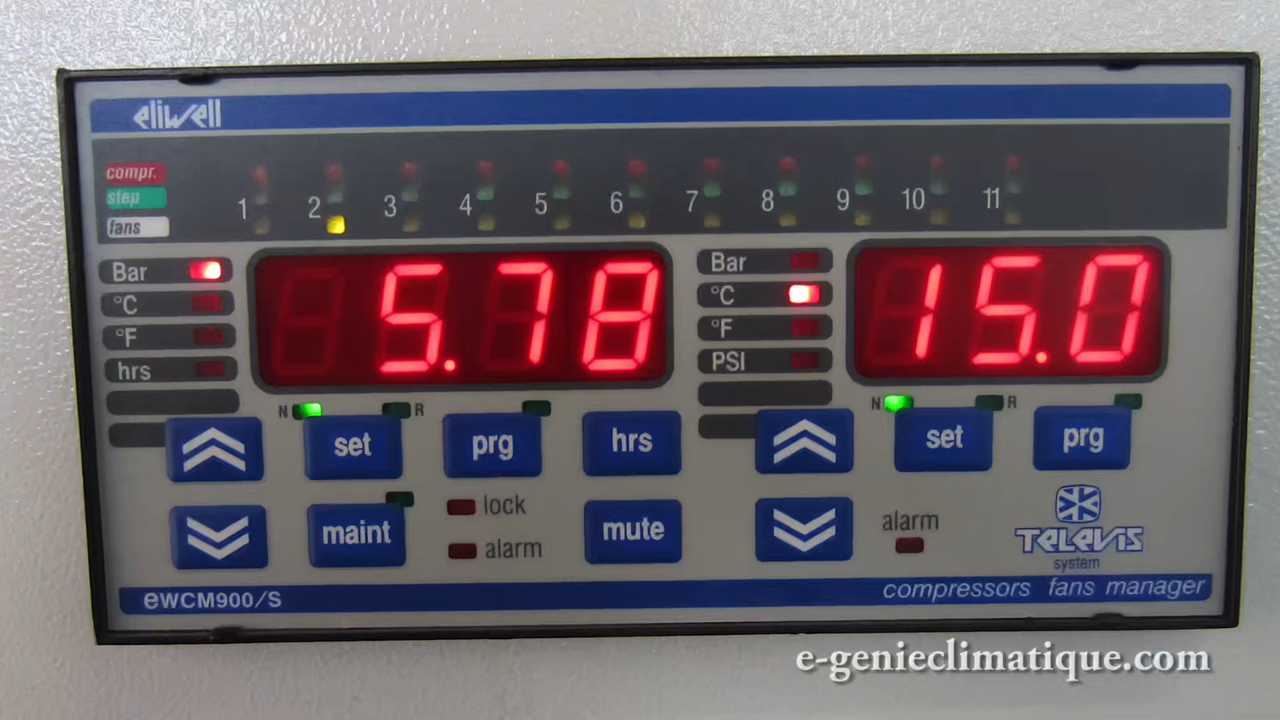 eliwell
compr.
step
fans
1 2 3 4 5 6 7 8 9 10 11
Bar
°C
°F
hrs
5.78
Bar
°C
°F
PSI
15.0
N R
set
prg
hrs
N R
set
prg
maint
lock
alarm
mute
alarm
TELEVIS
system
eWCM900/S
compressors fans manager
e-genieclimatique.com